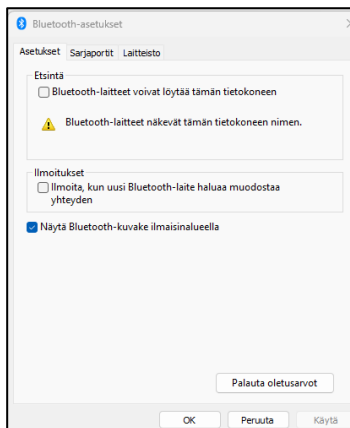 Bluetooth-asetukset
Asetukset Sarjaportit Laitteisto
Etsintä
Bluetooth-laitteet voivat löytää tämän tietokoneen
Bluetooth-laitteet näkevät tämän tietokoneen nimen.
Ilmoitukset
Ilmoita, kun uusi Bluetooth-laite haluaa muodostaa
yhteyden
Näytä Bluetooth-kuvake ilmaisinalueella
Palauta oletusarvot
OK Peruuta Käytä